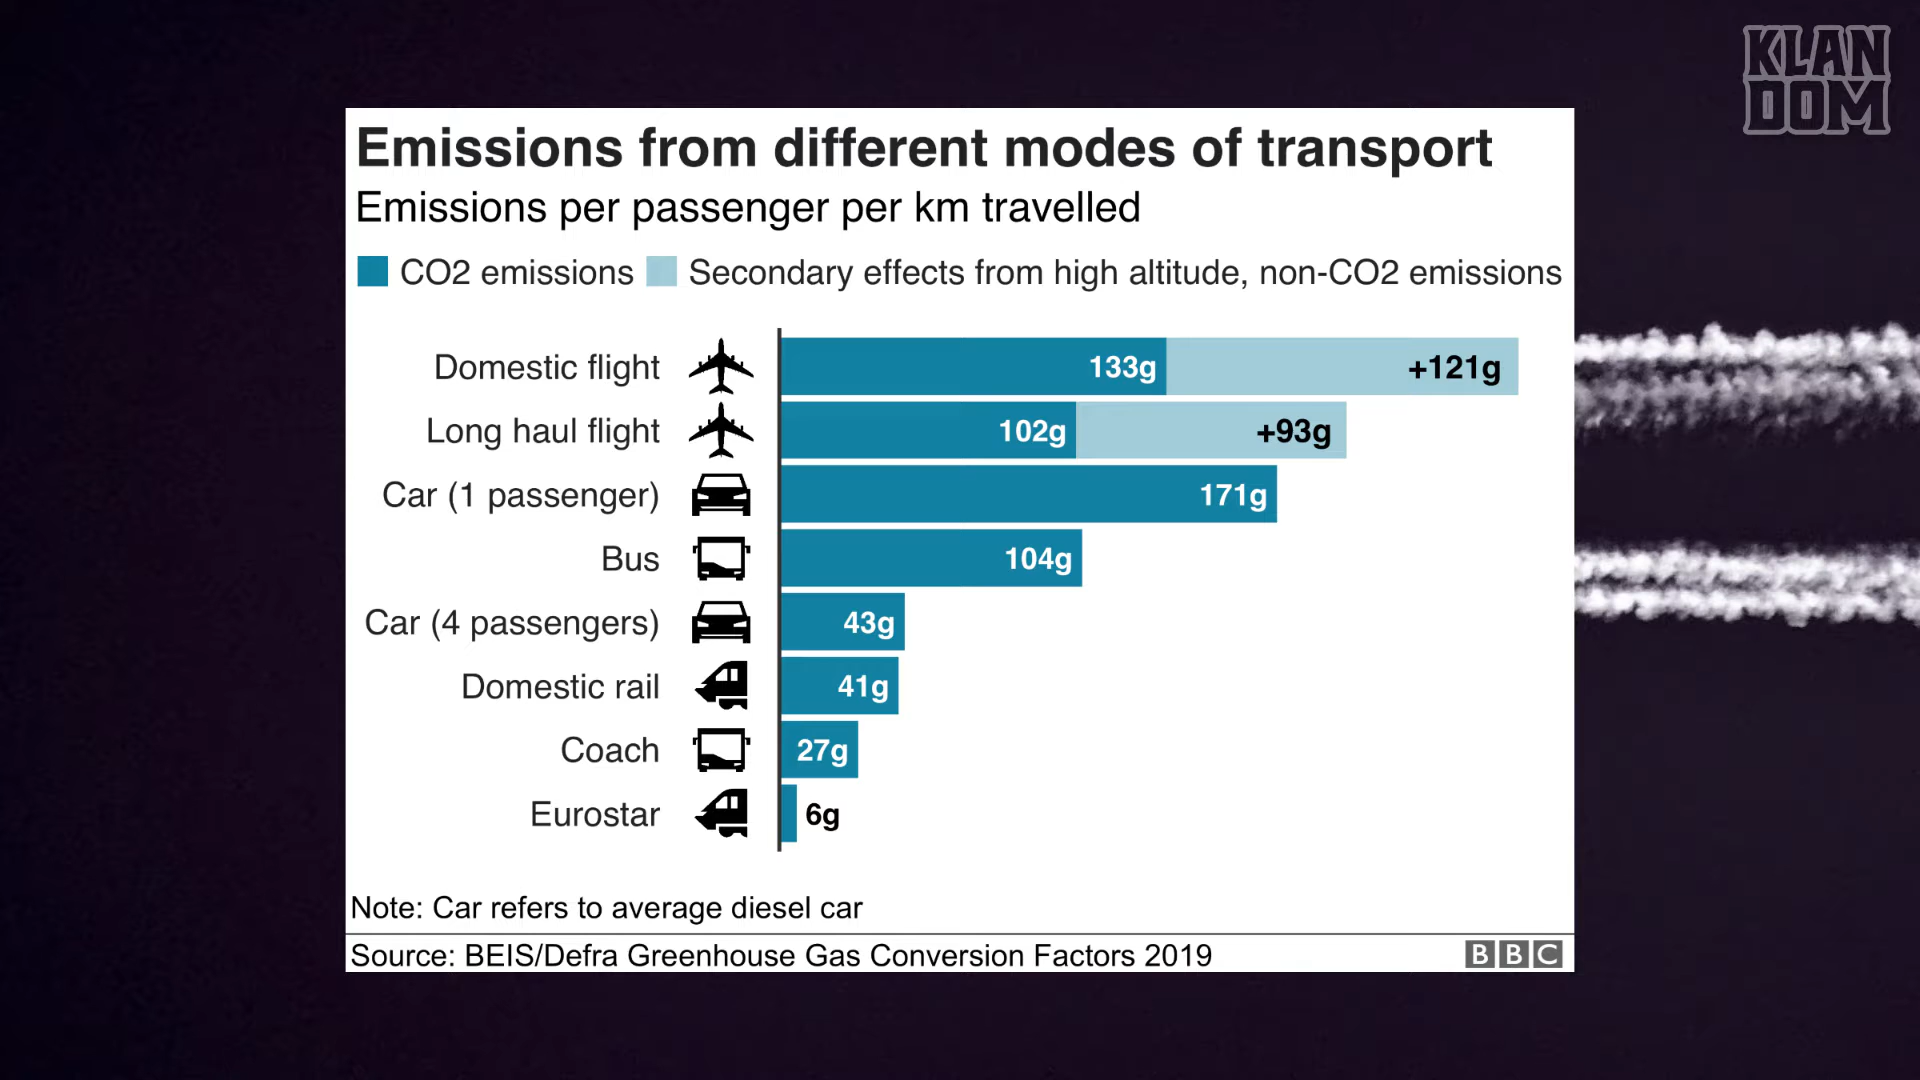 KLAN
DOM
Emissions from different modes of transport
Emissions per passenger per km travelled
CO2 emissions Secondary effects from high altitude, non-CO2 emissions
Domestic flight 133g +121g
Long haul flight 102g +93g
Car (1 passenger) 171g
Bus 104g
Car (4 passengers) 43g
Domestic rail 41g
Coach 27g
Eurostar 6g
Note: Car refers to average diesel car
Source: BEIS/Defra Greenhouse Gas Conversion Factors 2019 BBC